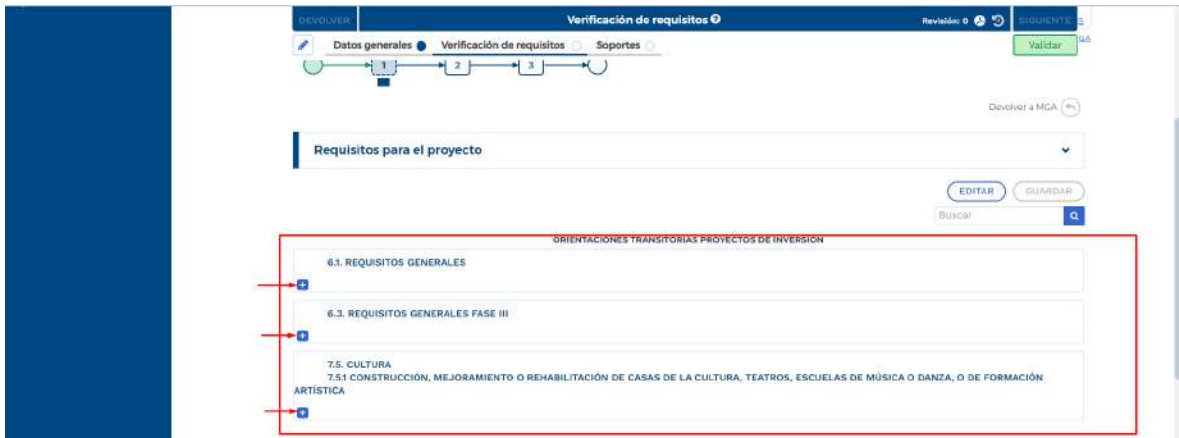 DEVOLVER
Verificación de requisitos
Revisión: 0
SIGUIENTE
Datos generales
Verificación de requisitos
Soportes
Validar
1
2
3
Devolver a MGA
Requisitos para el proyecto
EDITAR
GUARDAR
Buscar
ORIENTACIONES TRANSITORIAS PROYECTOS DE INVERSIÓN
6.1. REQUISITOS GENERALES
6.3. REQUISITOS GENERALES FASE III
7.5. CULTURA
7.5.1 CONSTRUCCIÓN, MEJORAMIENTO O REHABILITACIÓN DE CASAS DE LA CULTURA, TEATROS, ESCUELAS DE MÚSICA O DANZA, O DE FORMACIÓN
ARTÍSTICA